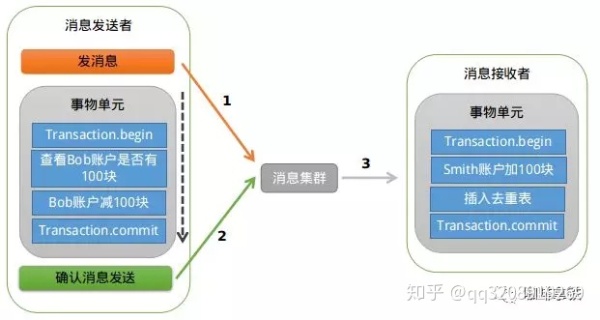 消息发送者
发消息
事物单元
Transaction.begin
查看Bob账户是否有
100块
Bob账户减100块
Transaction.commit
确认消息发送
1
2
消息集群
3
消息接收者
事物单元
Transaction.begin
Smith账户加100块
插入去重表
Transaction.commit
知乎